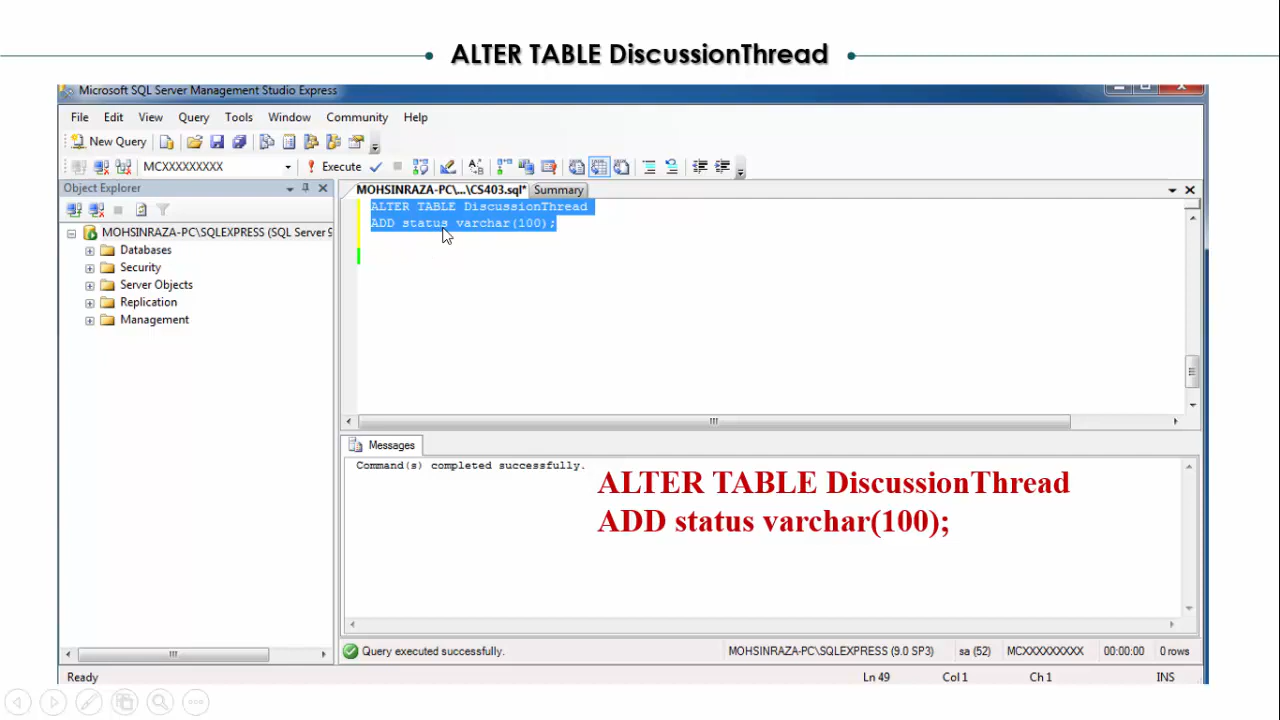 ALTER TABLE DiscussionThread
Microsoft SQL Server Management Studio Express
File Edit View Query Tools Window Community Help
New Query
MCXXXXXXXXX Execute
Object Explorer
MOHSINRAZA-PC\SQLEXPRESS (SQL Server 9
Databases
Security
Server Objects
Replication
Management
MOHSINRAZA-PC\...\CS403.sql* Summary
ALTER TABLE DiscussionThread
ADD status varchar(100);
Messages
Command(s) completed successfully.
ALTER TABLE DiscussionThread
ADD status varchar(100);
Query executed successfully. MOHSINRAZA-PC\SQLEXPRESS (9.0 SP3) sa (52) MCXXXXXXXXX 00:00:00 0 rows
Ready Ln 49 Col 1 Ch 1 INS